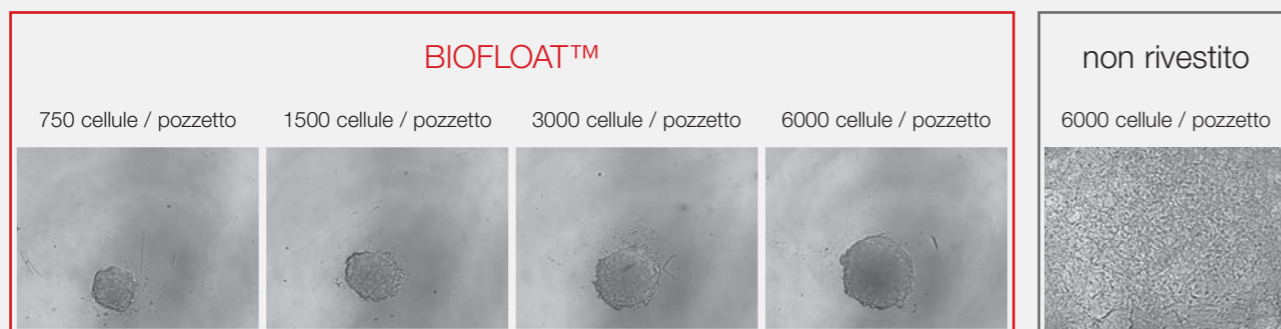 BIOFLOAT™
non rivestito
750 cellule / pozzetto
1500 cellule / pozzetto
3000 cellule / pozzetto
6000 cellule / pozzetto
6000 cellule / pozzetto